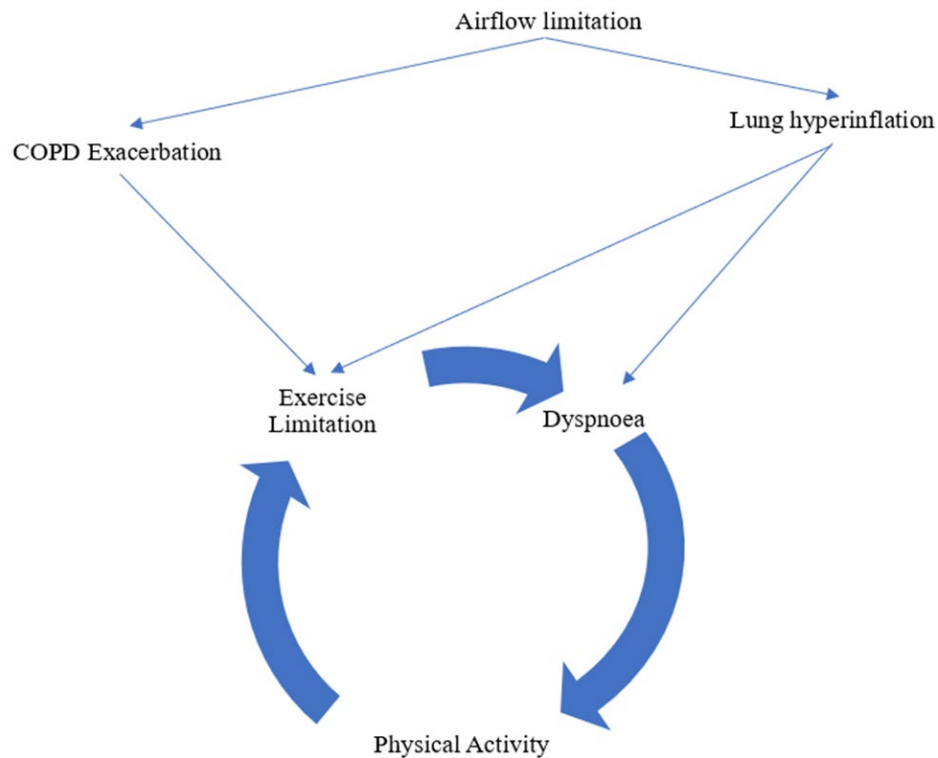 Airflow limitation
Lung hyperinflation
COPD Exacerbation
Exercise
Limitation
Dyspnoea
Physical Activity